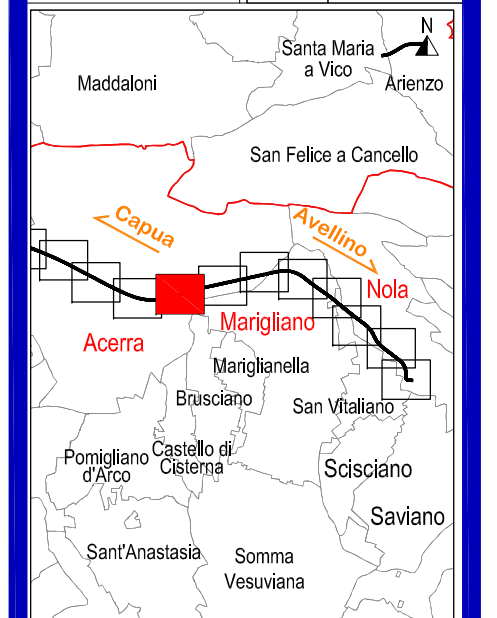 N
Santa Maria
a Vico
Maddaloni
Arienzo
San Felice a Cancello
Capua
Avellino
Nola
Marigliano
Acerra
Mariglianella
Brusciano
San Vitaliano
Castello di
Cisterna
Pomigliano
d'Arco
Scisciano
Saviano
Sant'Anastasia
Somma
Vesuviana